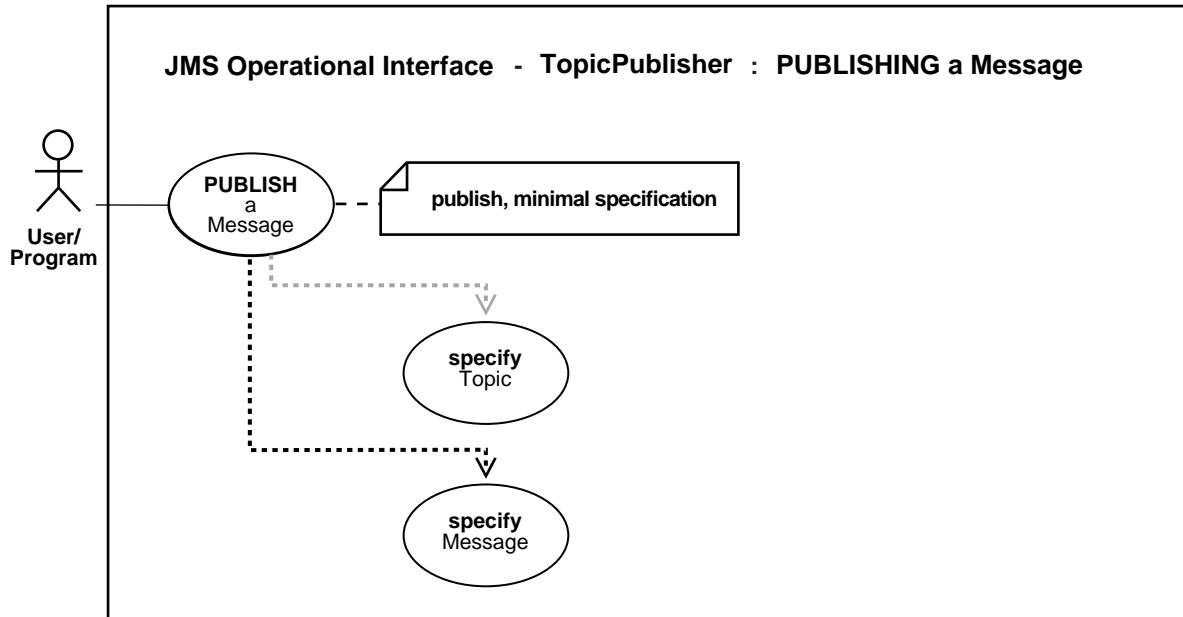 JMS Operational Interface - TopicPublisher : PUBLISHING a Message
PUBLISH
a
Message
publish, minimal specification
User/
Program
specify
Topic
specify
Message